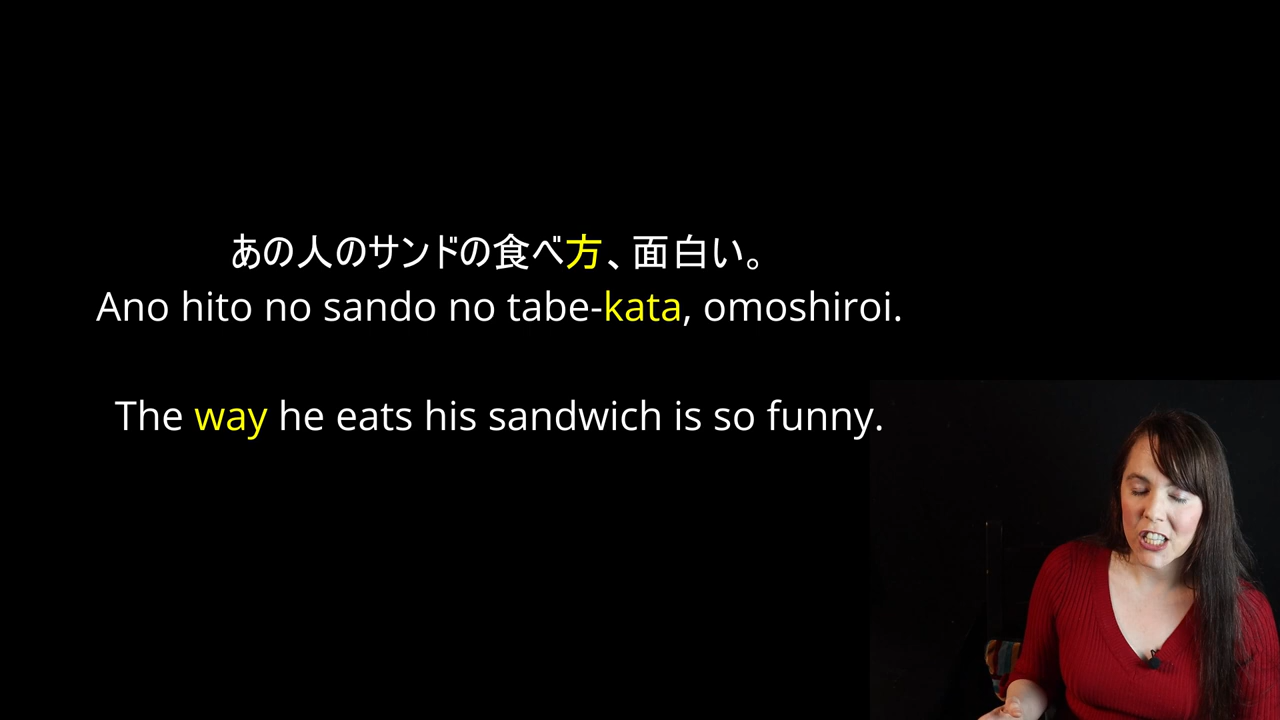 あの人のサンドの食べ方、面白い。
Ano hito no sando no tabe-kata, omoshiroi.
The way he eats his sandwich is so funny.